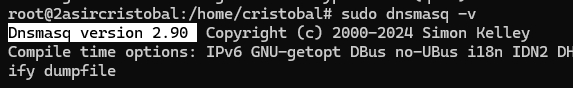 root@2asircristobal:/home/cristobal# sudo dnsmasq -v
Dnsmasq version 2.90  Copyright (c) 2000-2024 Simon Kelley
Compile time options: IPv6 GNU-getopt DBus no-UBus i18n IDN2 DH
ify dumpfile